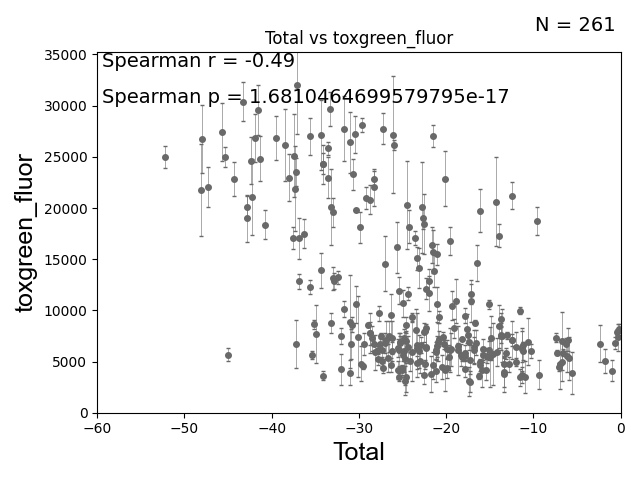 N = 261
Total vs toxgreen_fluor
Spearman r = -0.49
Spearman p = 1.6810464699579795e-17
toxgreen_fluor
35000
30000
25000
20000
15000
10000
5000
0
−60 −50 −40 −30 −20 −10 0
Total